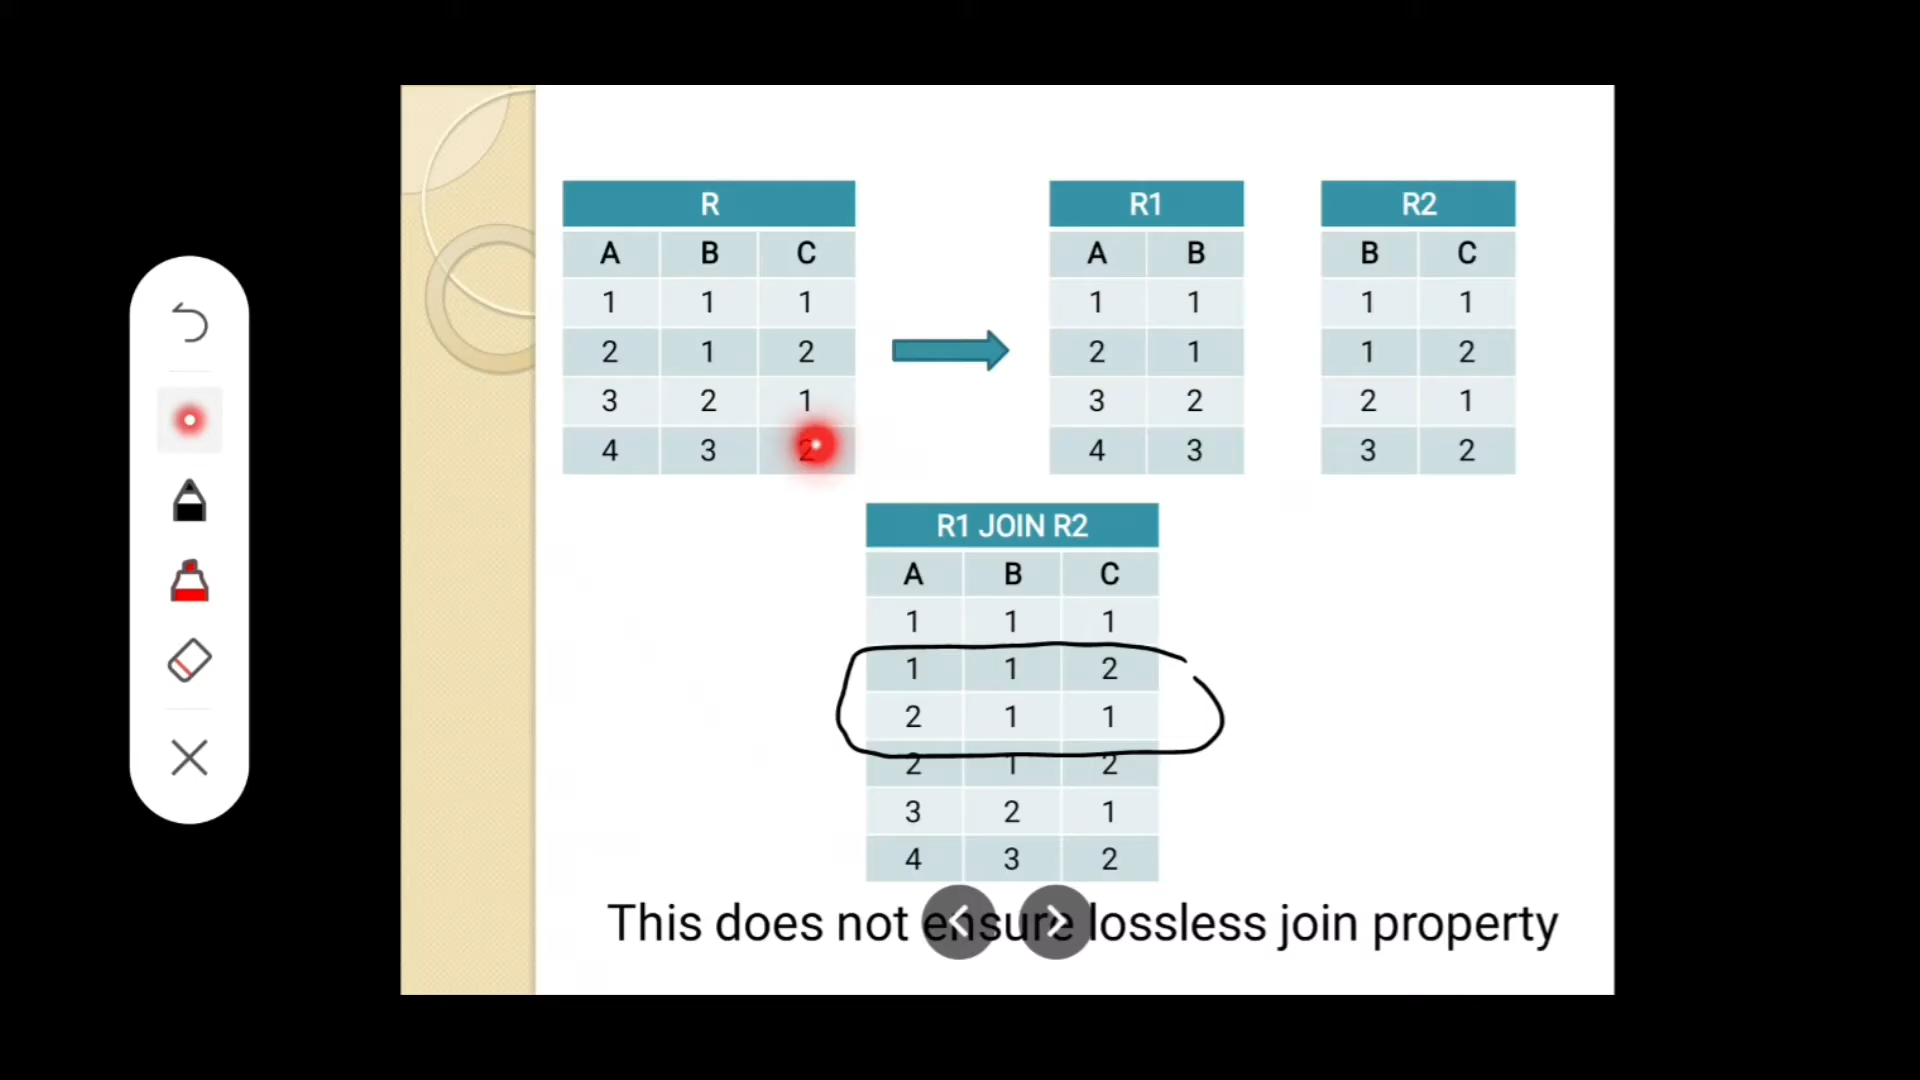 R
A B C
1 1 1
2 1 2
3 2 1
4 3 2
R1
A B
1 1
2 1
3 2
4 3
R2
B C
1 1
1 2
2 1
3 2
R1 JOIN R2
A B C
1 1 1
1 1 2
2 1 1
2 1 2
3 2 1
4 3 2
This does not ensure lossless join property